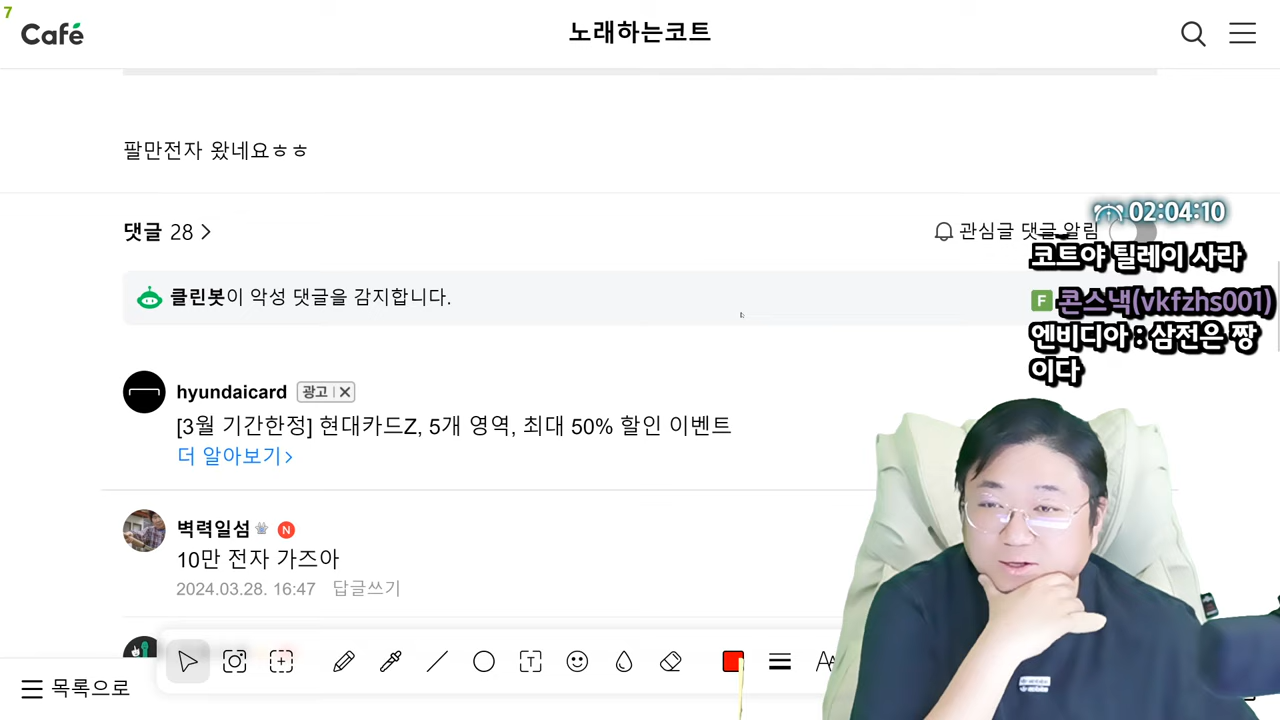 7
Café
노래하는코트
팔만전자 왔네요ㅎㅎ
댓글 28 >
관심글 댓글 알림
02:04:10
코트야 틸레이 사라
F 콘스낵(vkfzhs001)
엔비디아 : 삼전은 짱
이다
클린봇이 악성 댓글을 감지합니다.
hyundaicard 광고 X
[3월 기간한정] 현대카드Z, 5개 영역, 최대 50% 할인 이벤트
더 알아보기 >
벽력일섬 N
10만 전자 가즈아
2024.03.28. 16:47 답글쓰기
T
AA
목록으로